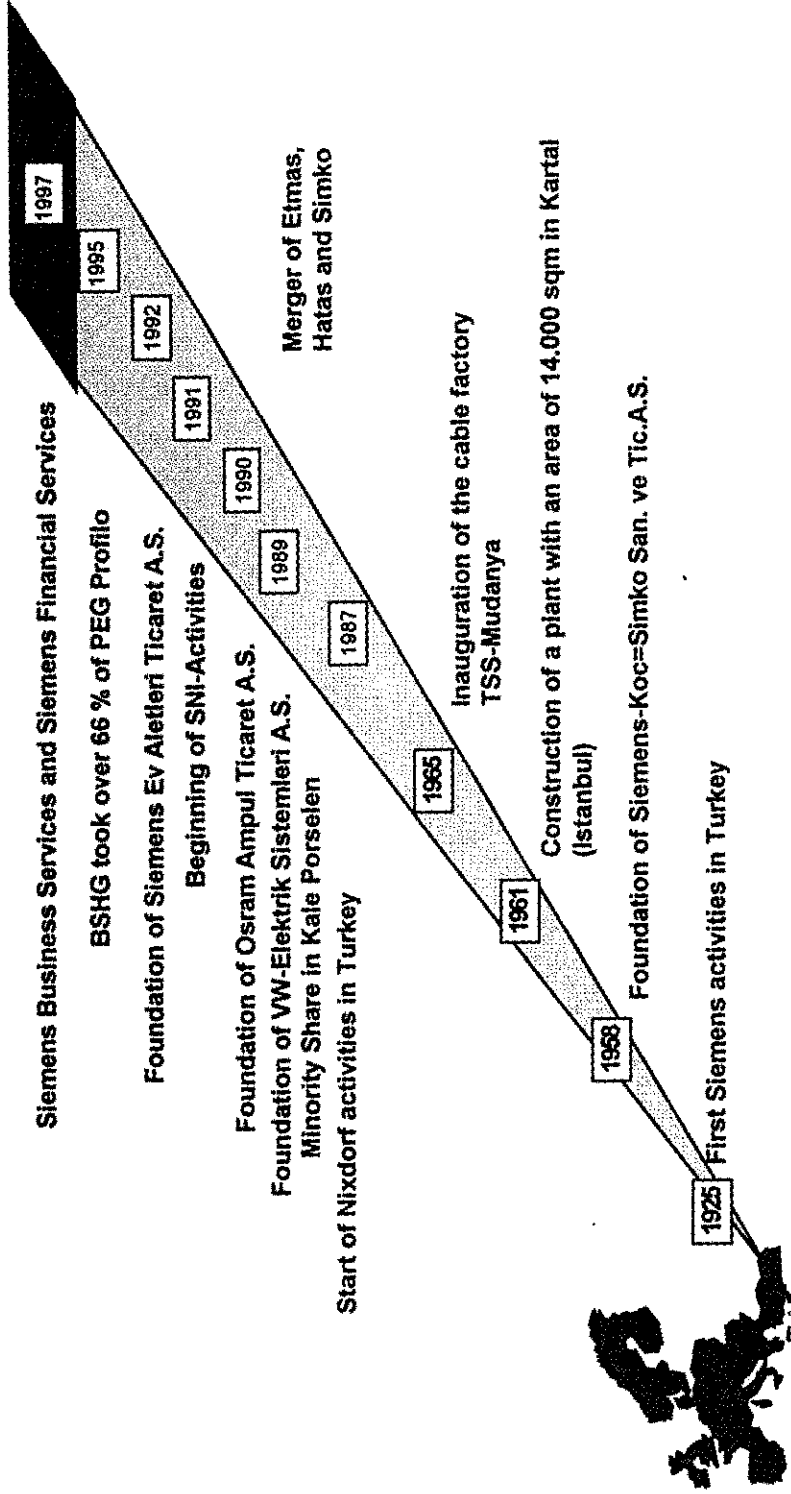 Siemens Business Services and Siemens Financial Services
1997
BSHG took over 66 % of PEG Profilo
1995
Foundation of Siemens Ev Aletleri Ticaret A.S.
1992
Beginning of SNI-Activities
1991
Foundation of Osram Ampul Ticaret A.S.
1990
Foundation of VW-Elektrik Sistemleri A.S.
Minority Share in Kale Porselen
1989
Merger of Etmas,
Hatas and Simko
Start of Nixdorf activities in Turkey
1987
1965
Inauguration of the cable factory
TSS-Mudanya
1961
Construction of a plant with an area of 14.000 sqm in Kartal
(Istanbul)
1958
Foundation of Siemens-Koc=Simko San. ve Tic.A.S.
1925
First Siemens activities in Turkey